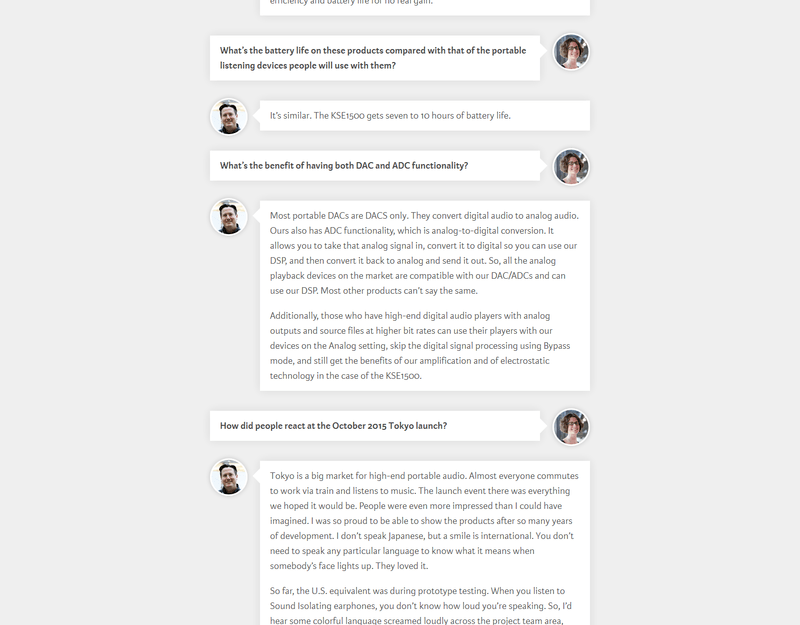 efficiency and battery life for no real gain.
What's the battery life on these products compared with that of the portable
listening devices people will use with them?
It's similar. The KSE1500 gets seven to 10 hours of battery life.
What's the benefit of having both DAC and ADC functionality?
Most portable DACs are DACS only. They convert digital audio to analog audio.
Ours also has ADC functionality, which is analog-to-digital conversion. It
allows you to take that analog signal in, convert it to digital so you can use our
DSP, and then convert it back to analog and send it out. So, all the analog
playback devices on the market are compatible with our DAC/ADCs and can
use our DSP. Most other products can't say the same.
Additionally, those who have high-end digital audio players with analog
outputs and source files at higher bit rates can use their players with our
devices on the Analog setting, skip the digital signal processing using Bypass
mode, and still get the benefits of our amplification and of electrostatic
technology in the case of the KSE1500.
How did people react at the October 2015 Tokyo launch?
Tokyo is a big market for high-end portable audio. Almost everyone commutes
to work via train and listens to music. The launch event there was everything
we hoped it would be. People were even more impressed than I could have
imagined. I was so proud to be able to show the products after so many years
of development. I don't speak Japanese, but a smile is international. You don't
need to speak any particular language to know what it means when
somebody's face lights up. They loved it.
So far, the U.S. equivalent was during prototype testing. When you listen to
Sound Isolating earphones, you don't know how loud you're speaking. So, I'd
hear some colorful language screamed loudly across the project team area,